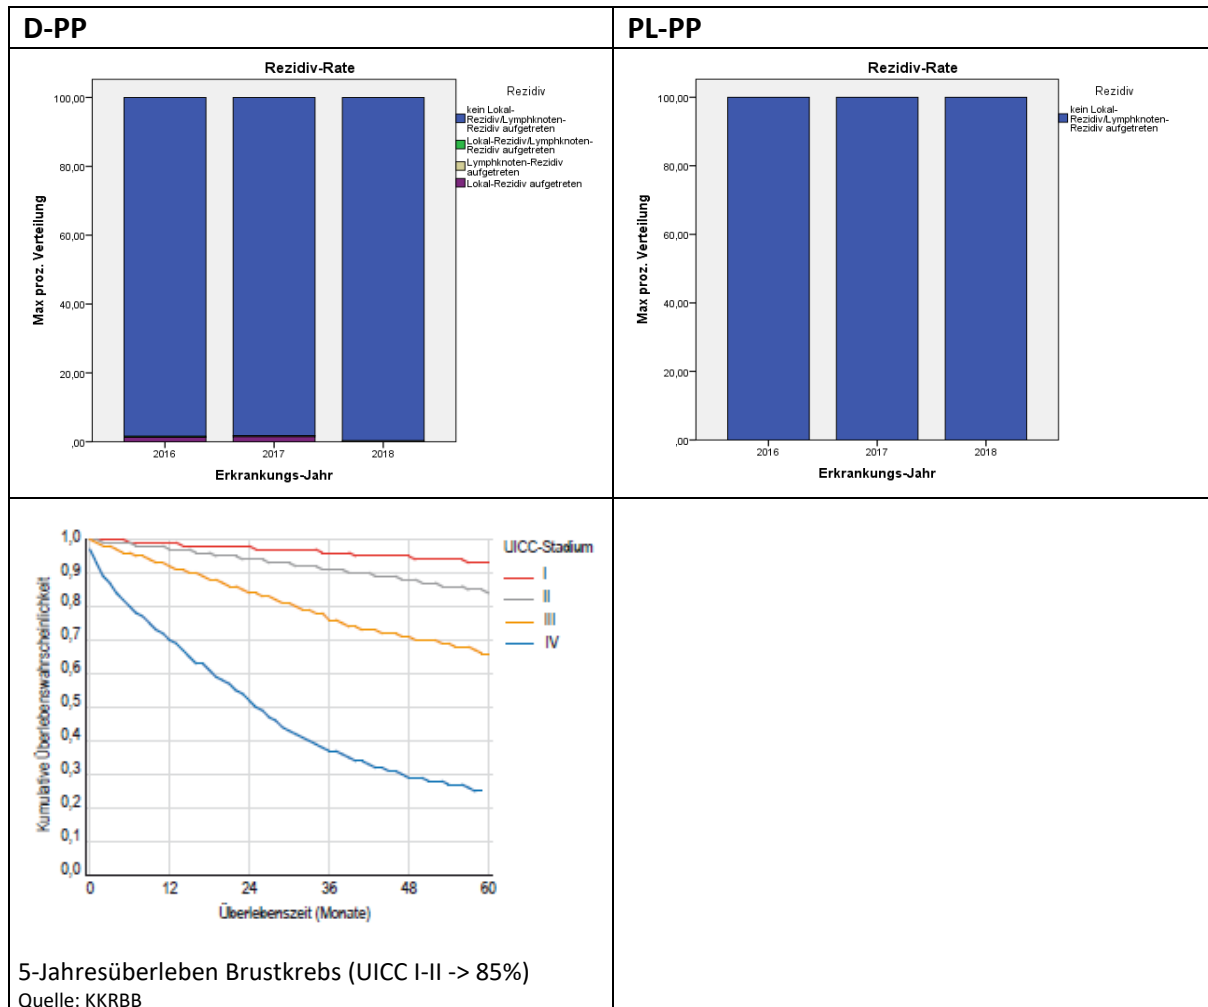 D-PP
PL-PP
Rezidiv-Rate
Max proz. Verteilung
100,00
80,00
60,00
40,00
20,00
,00
2016
2017
2018
Erkrankungs-Jahr
Rezidiv
kein Lokal-
Rezidiv/Lymphknoten-
Rezidiv aufgetreten
Lokal-Rezidiv/Lymphknoten-
Rezidiv aufgetreten
Lymphknoten-Rezidiv
aufgetreten
Lokal-Rezidiv aufgetreten
Rezidiv-Rate
Max proz. Verteilung
100,00
80,00
60,00
40,00
20,00
,00
2016
2017
2018
Erkrankungs-Jahr
Rezidiv
kein Lokal-
Rezidiv/Lymphknoten-
Rezidiv aufgetreten
Kumulative Überlebenswahrscheinlichkeit
1,0
0,9
0,8
0,7
0,6
0,5
0,4
0,3
0,2
0,1
0,0
0
12
24
36
48
60
Überlebenszeit (Monate)
UICC-Stadium
I
II
III
IV
5-Jahresüberleben Brustkrebs (UICC I-II -> 85%)
Quelle: KKRBB